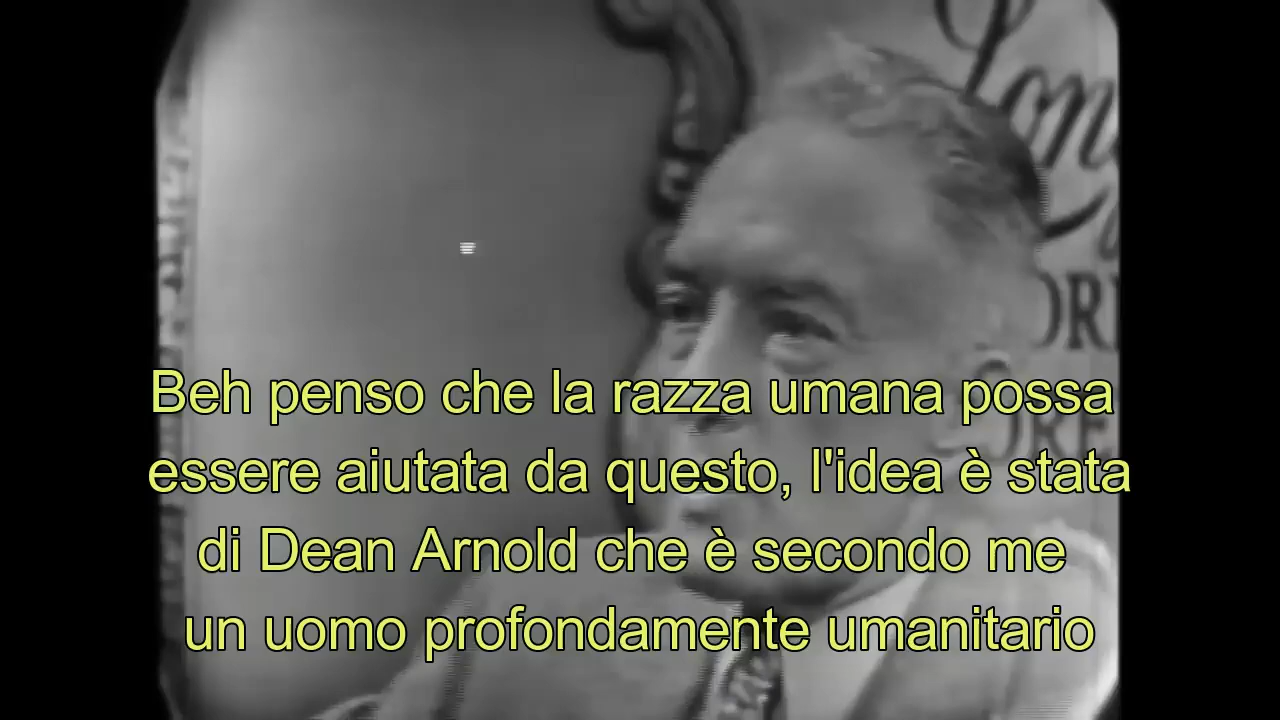 Beh penso che la razza umana possa
essere aiutata da questo, l'idea è stata
di Dean Arnold che è secondo me
un uomo profondamente umanitario